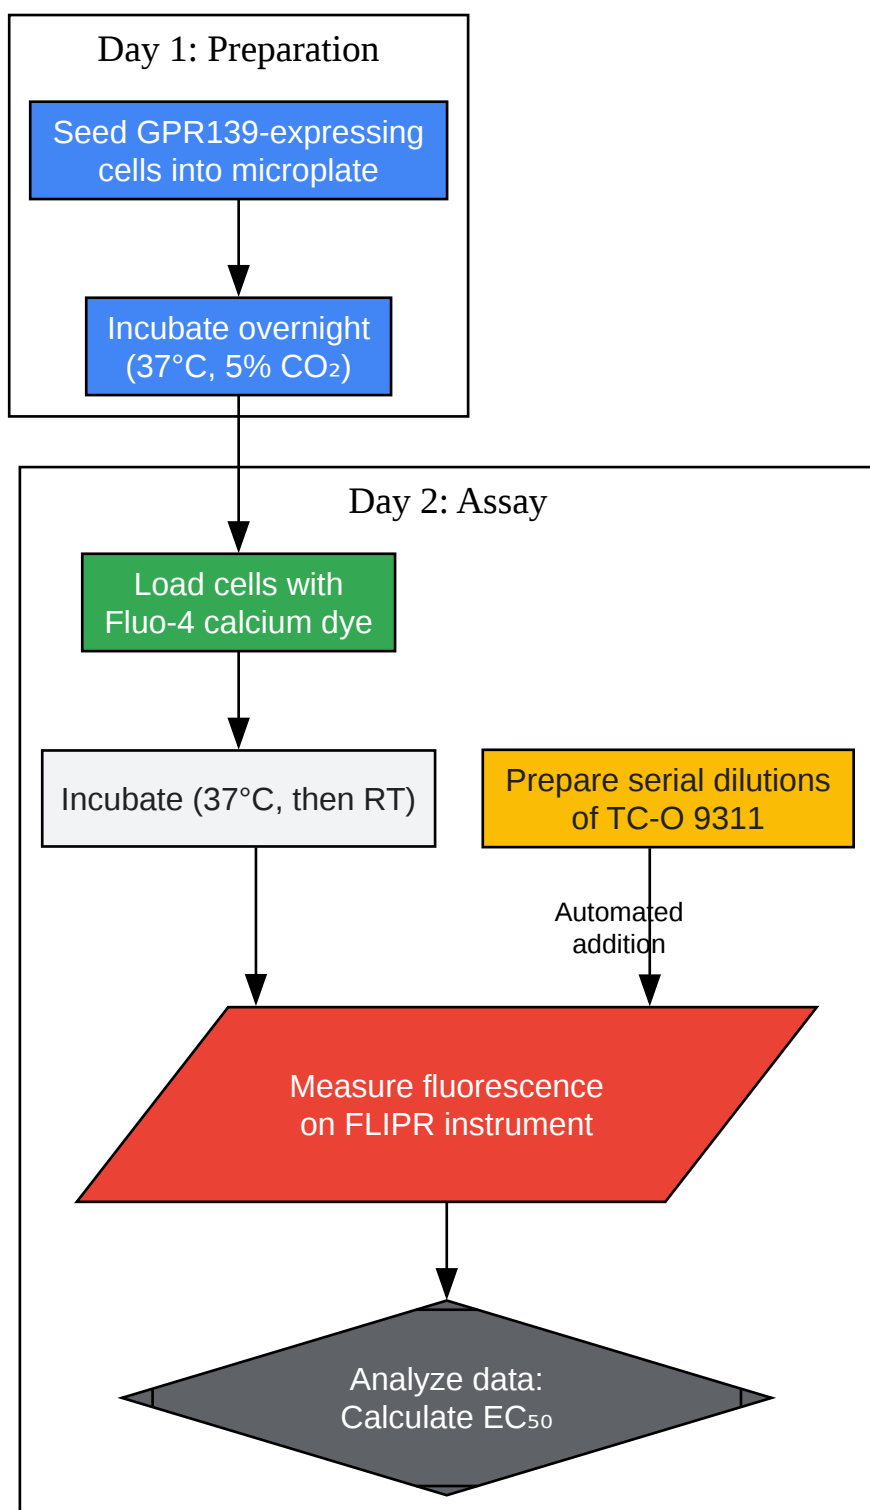 Day 1: Preparation
Seed GPR139-expressing
cells into microplate
Incubate overnight
(37°C, 5% CO₂)
Day 2: Assay
Load cells with
Fluo-4 calcium dye
Incubate (37°C, then RT)
Prepare serial dilutions
of TC-O 9311
Automated
addition
Measure fluorescence
on FLIPR instrument
Analyze data:
Calculate EC₅₀